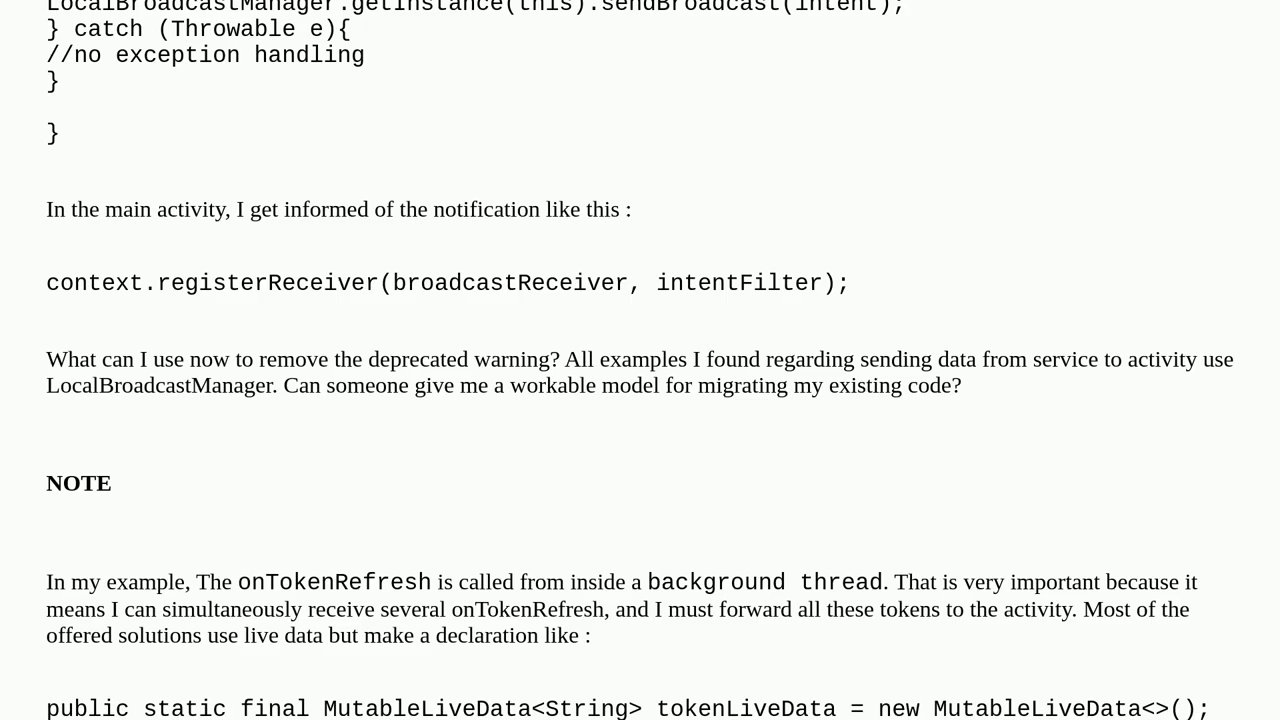 LocalBroadcastManager.getInstance(this).sendBroadcast(intent);
} catch (Throwable e){
//no exception handling
}
}
In the main activity, I get informed of the notification like this :
context.registerReceiver(broadcastReceiver, intentFilter);
What can I use now to remove the deprecated warning? All examples I found regarding sending data from service to activity use
LocalBroadcastManager. Can someone give me a workable model for migrating my existing code?
NOTE
In my example, The onTokenRefresh is called from inside a background thread. That is very important because it
means I can simultaneously receive several onTokenRefresh, and I must forward all these tokens to the activity. Most of the
offered solutions use live data but make a declaration like :
public static final MutableLiveData<String> tokenLiveData = new MutableLiveData<>();